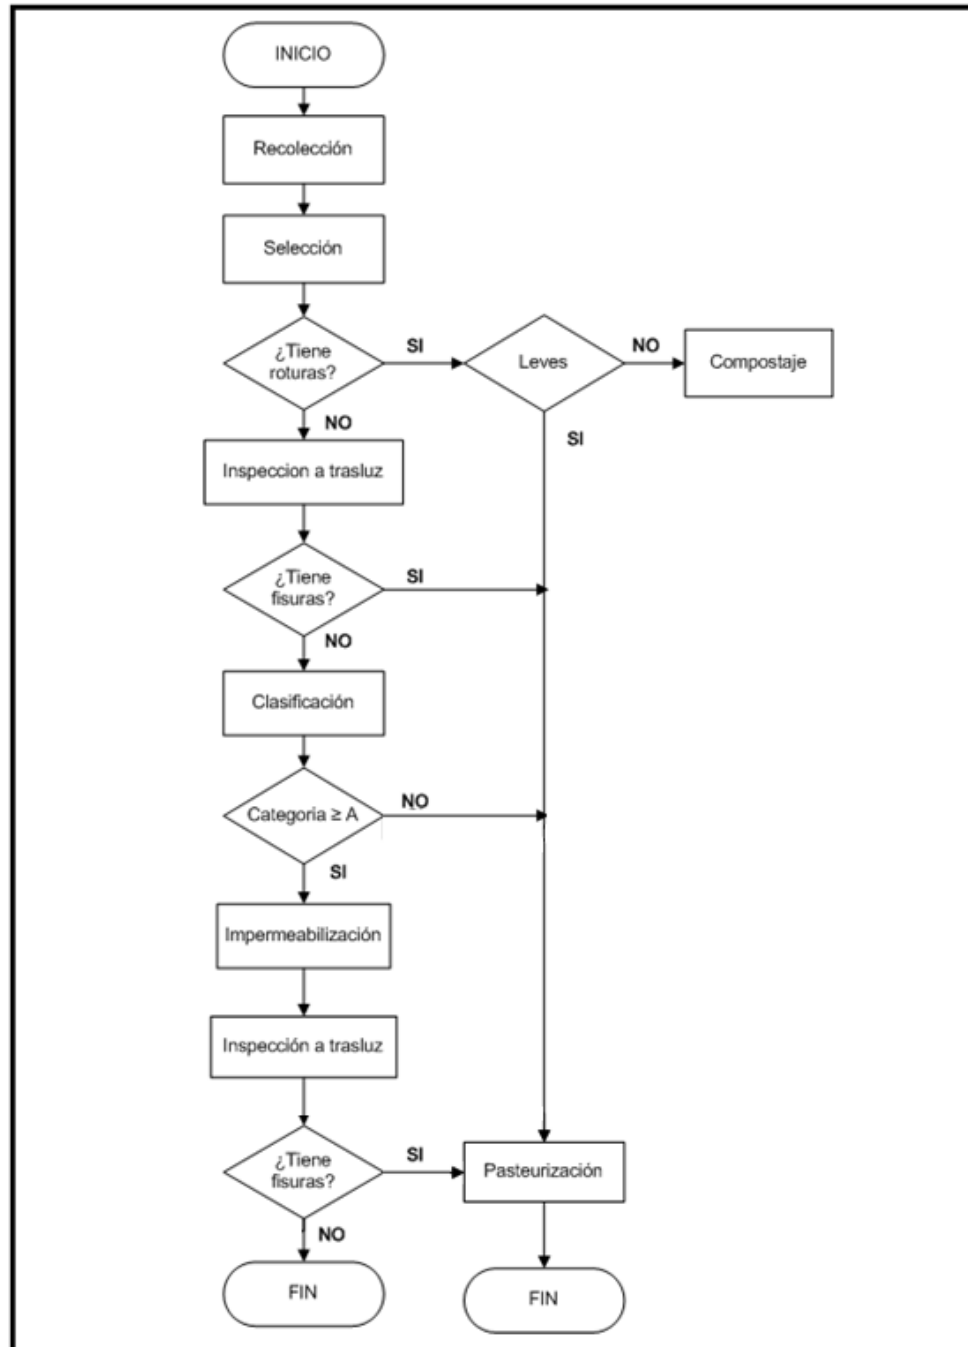 INICIO
Recolección
Selección
¿Tiene
roturas?
SI
Leves
NO
Compostaje
NO
SI
Inspeccion a trasluz
¿Tiene
fisuras?
SI
NO
Clasificación
Categoria ≥ A
NO
SI
Impermeabilización
Inspección a trasluz
¿Tiene
fisuras?
SI
Pasteurización
NO
FIN
FIN